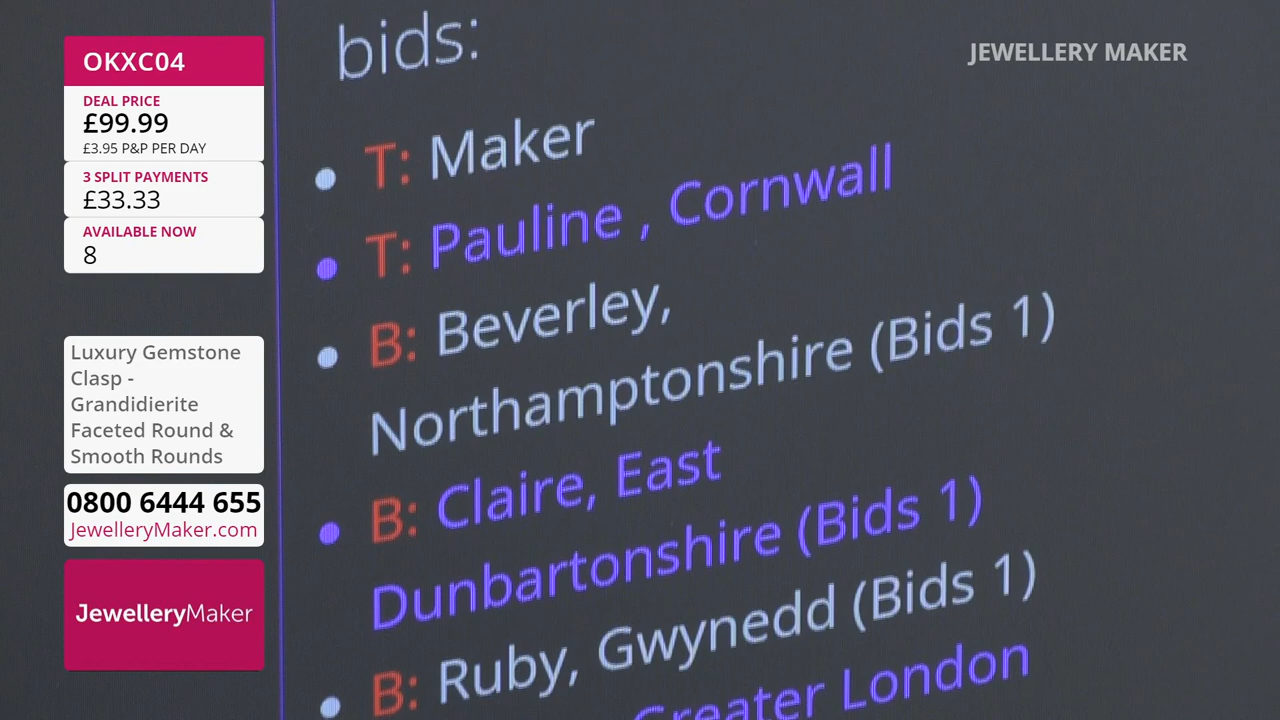 OKXC04
DEAL PRICE
£99.99
£3.95 P&P PER DAY
3 SPLIT PAYMENTS
£33.33
AVAILABLE NOW
8
Luxury Gemstone
Clasp -
Grandidierite
Faceted Round &
Smooth Rounds
0800 6444 655
JewelleryMaker.com
JewelleryMaker
JEWELLERY MAKER
bids:
• T: Maker
• T: Pauline , Cornwall
• B: Beverley,
Northamptonshire (Bids 1)
• B: Claire, East
Dunbartonshire (Bids 1)
• B: Ruby, Gwynedd (Bids 1)
Greater London